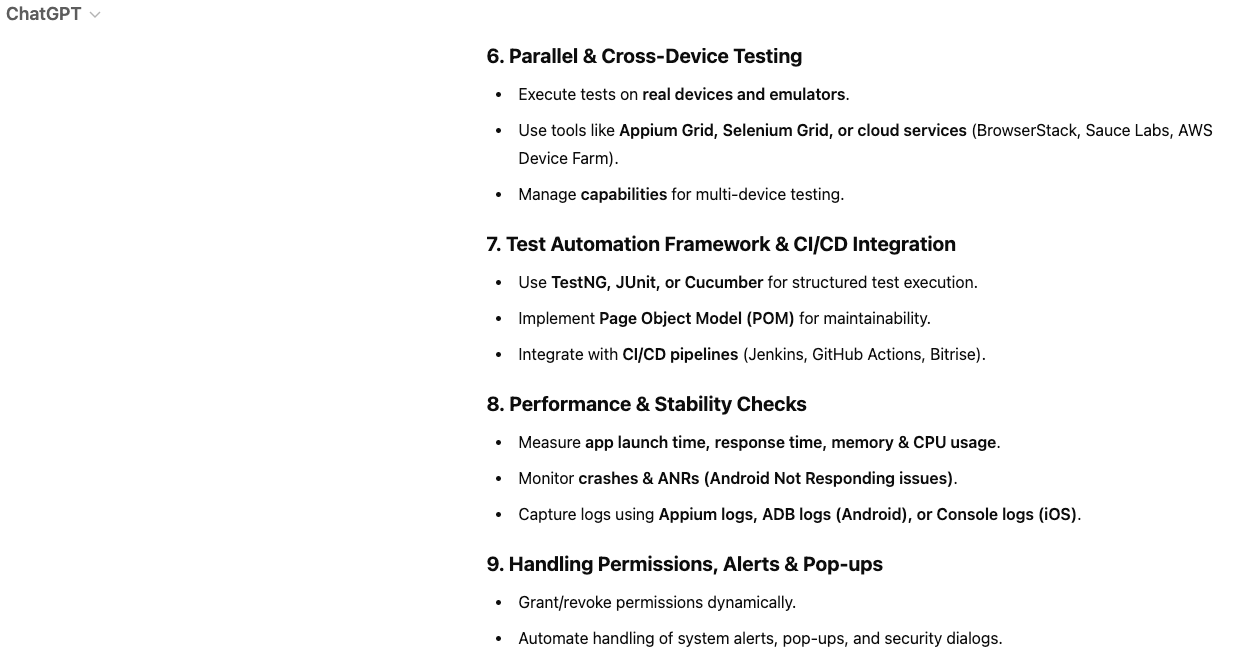 ChatGPT
6. Parallel & Cross-Device Testing
• Execute tests on real devices and emulators.
• Use tools like Appium Grid, Selenium Grid, or cloud services (BrowserStack, Sauce Labs, AWS
Device Farm).
• Manage capabilities for multi-device testing.
7. Test Automation Framework & CI/CD Integration
• Use TestNG, JUnit, or Cucumber for structured test execution.
• Implement Page Object Model (POM) for maintainability.
• Integrate with CI/CD pipelines (Jenkins, GitHub Actions, Bitrise).
8. Performance & Stability Checks
• Measure app launch time, response time, memory & CPU usage.
• Monitor crashes & ANRs (Android Not Responding issues).
• Capture logs using Appium logs, ADB logs (Android), or Console logs (iOS).
9. Handling Permissions, Alerts & Pop-ups
• Grant/revoke permissions dynamically.
• Automate handling of system alerts, pop-ups, and security dialogs.